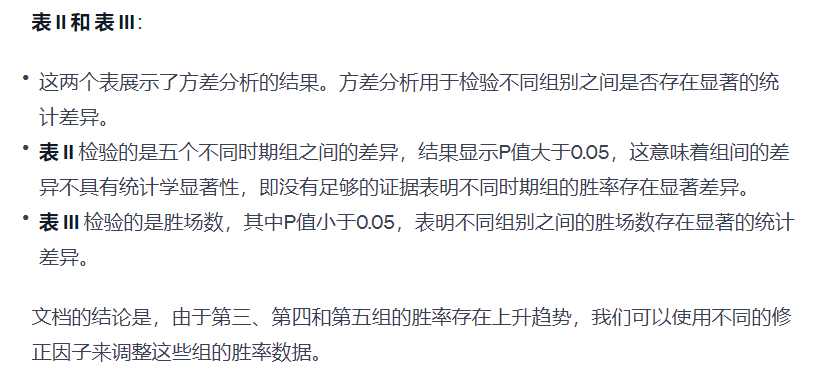 表 II 和 表 III：
这两个表展示了方差分析的结果。方差分析用于检验不同组别之间是否存在显著的统
计差异。
表 II 检验的是五个不同时期组之间的差异，结果显示P值大于0.05，这意味着组间的差
异不具有统计学显著性，即没有足够的证据表明不同时期组的胜率存在显著差异。
表 III 检验的是胜场数，其中P值小于0.05，表明不同组别之间的胜场数存在显著的统计
差异。
文档的结论是，由于第三、第四和第五组的胜率存在上升趋势，我们可以使用不同的修
正因子来调整这些组的胜率数据。